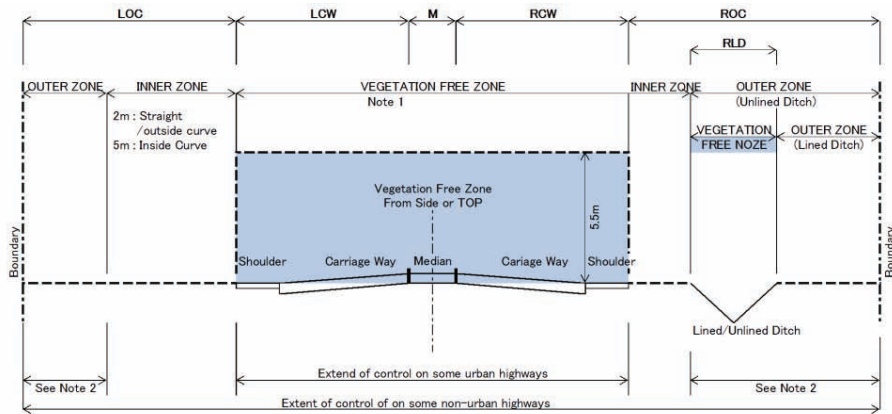 LOC LCW M RCW ROC
RLD
OUTER ZONE INNER ZONE VEGETATION FREE ZONE INNER ZONE OUTER ZONE
Note 1 (Unlined Ditch)
2m : Straight
/outside curve
5m : Inside Curve
VEGETATION OUTER ZONE
FREE NOZE (Lined Ditch)
Vegetation Free Zone
From Side or TOP
5.5m
Boundary
Boundary
Shoulder Carriage Way Median Cariage Way Shoulder
Lined/Unlined Ditch
Extend of control on some urban highways
See Note 2 See Note 2
Extent of control of on some non-urban highways